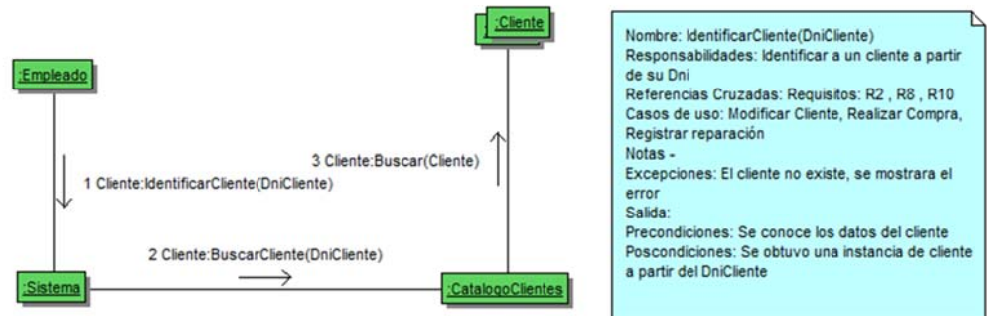 :Cliente
:Empleado
3 Cliente:Buscar(Cliente)
1 Cliente:IdentificarCliente(DniCliente)
2 Cliente:BuscarCliente(DniCliente)
:Sistema
:CatalogoClientes
Nombre: IdentificarCliente(DniCliente)
Responsabilidades: Identificar a un cliente a partir
de su Dni
Referencias Cruzadas: Requisitos: R2 , R8 , R10
Casos de uso: Modificar Cliente, Realizar Compra,
Registrar reparación
Notas -
Excepciones: El cliente no existe, se mostrara el
error
Salida:
Precondiciones: Se conoce los datos del cliente
Poscondiciones: Se obtuvo una instancia de cliente
a partir del DniCliente